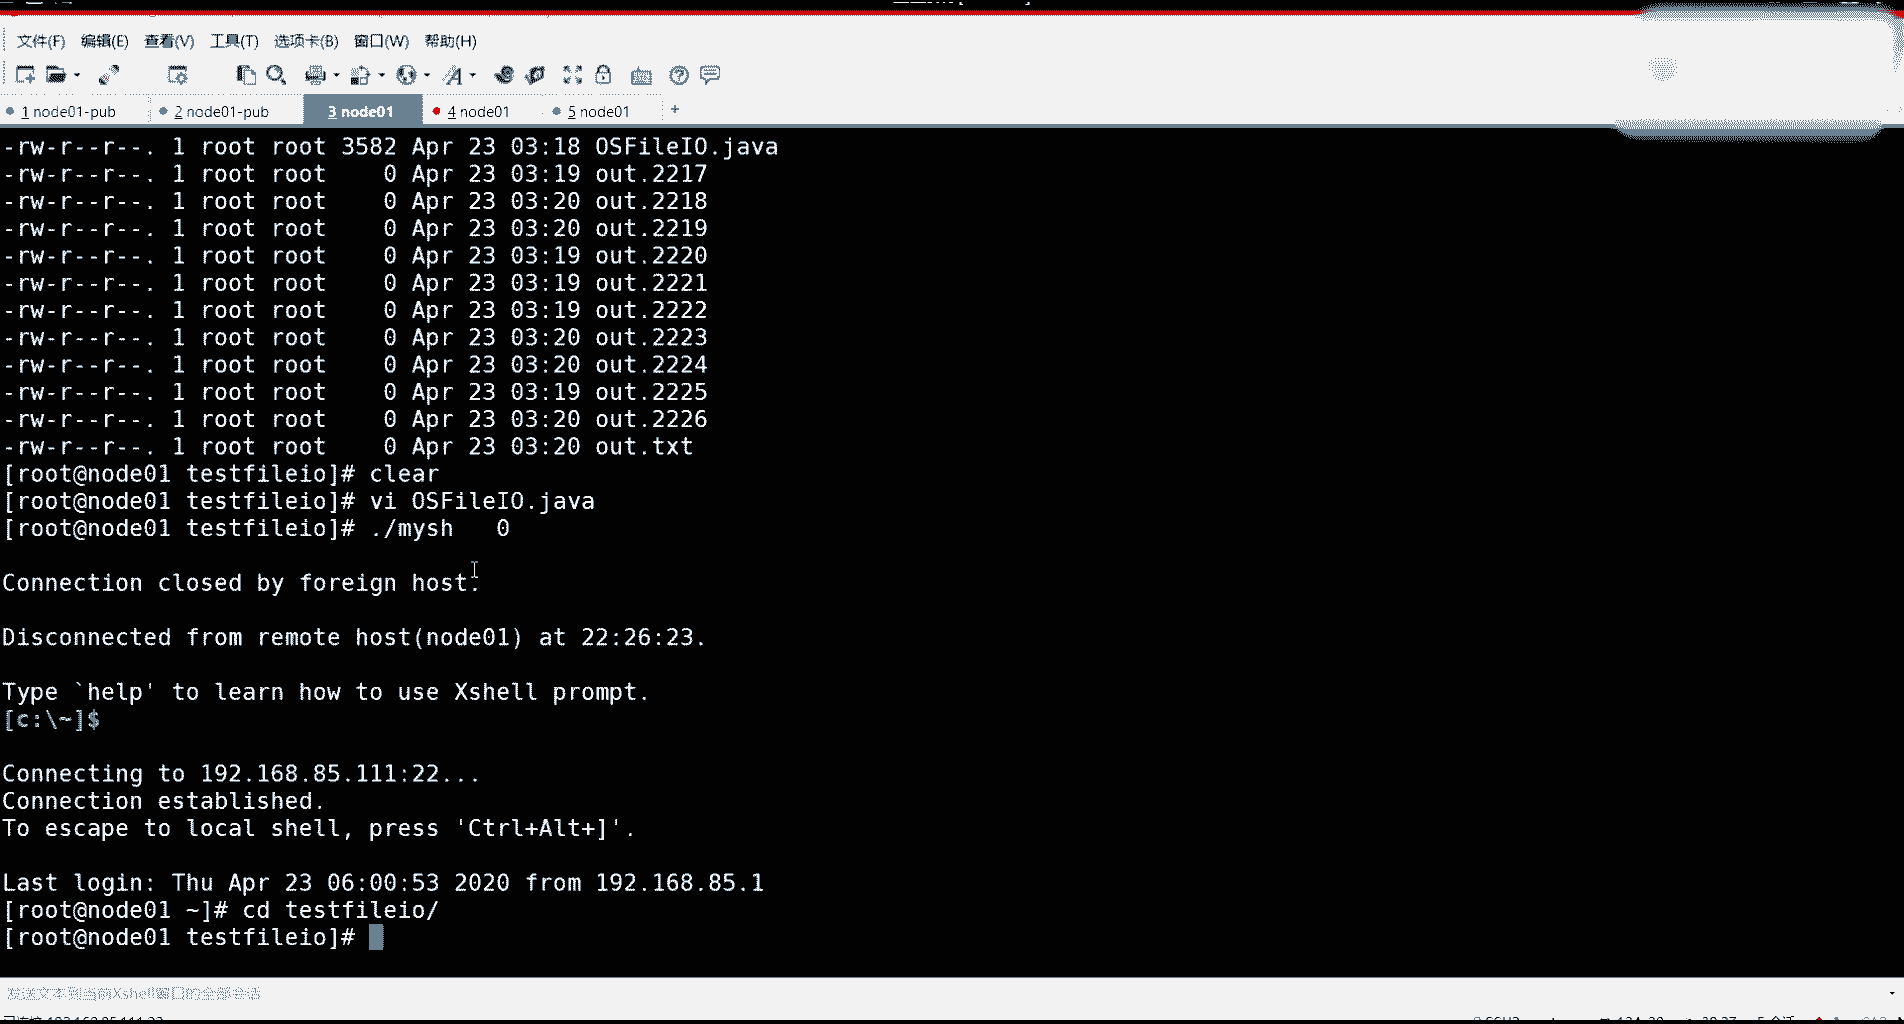 文件(F) 编辑(E) 查看(V) 工具(T) 选项卡(B) 窗口(W) 帮助(H)
1 node01-pub 2 node01-pub 3 node01 4 node01 5 node01 +
-rw-r--r--. 1 root root 3582 Apr 23 03:18 OSFileIO.java
-rw-r--r--. 1 root root    0 Apr 23 03:19 out.2217
-rw-r--r--. 1 root root    0 Apr 23 03:20 out.2218
-rw-r--r--. 1 root root    0 Apr 23 03:20 out.2219
-rw-r--r--. 1 root root    0 Apr 23 03:19 out.2220
-rw-r--r--. 1 root root    0 Apr 23 03:19 out.2221
-rw-r--r--. 1 root root    0 Apr 23 03:19 out.2222
-rw-r--r--. 1 root root    0 Apr 23 03:20 out.2223
-rw-r--r--. 1 root root    0 Apr 23 03:20 out.2224
-rw-r--r--. 1 root root    0 Apr 23 03:19 out.2225
-rw-r--r--. 1 root root    0 Apr 23 03:20 out.2226
-rw-r--r--. 1 root root    0 Apr 23 03:20 out.txt
[root@node01 testfileio]# clear
[root@node01 testfileio]# vi OSFileIO.java
[root@node01 testfileio]# ./mysh   0
Connection closed by foreign host.
Disconnected from remote host(node01) at 22:26:23.
Type `help' to learn how to use Xshell prompt.
[c:\~]$
Connecting to 192.168.85.111:22...
Connection established.
To escape to local shell, press 'Ctrl+Alt+]'.
Last login: Thu Apr 23 06:00:53 2020 from 192.168.85.1
[root@node01 ~]# cd testfileio/
[root@node01 testfileio]#
发送文本到当前Xshell窗口的全部会话